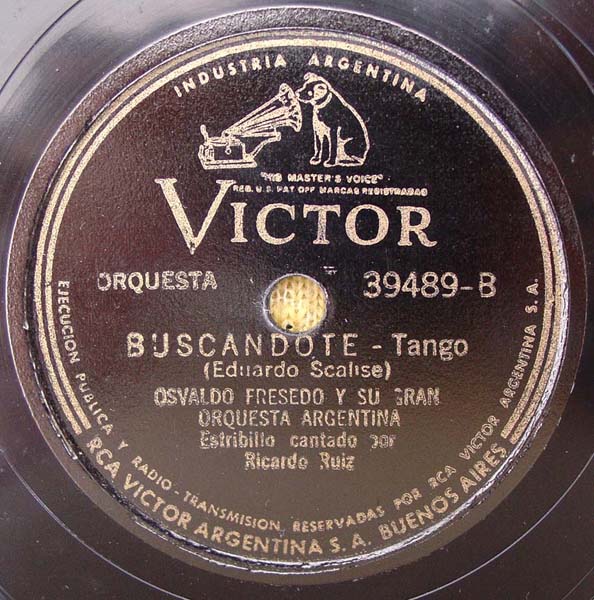 INDUSTRIA ARGENTINA
"HIS MASTER'S VOICE"
REG. U.S. PAT OFF MARCAS REGISTRADAS
VICTOR
ORQUESTA 39489-B
BUSCANDOTE - Tango
(Eduardo Scalise)
OSVALDO FRESEDO Y SU GRAN
ORQUESTA ARGENTINA
Estribillo cantado por
Ricardo Ruiz
EJECUCION PUBLICA Y RADIO-TRANSMISION, RESERVADAS POR RCA VICTOR ARGENTINA S.A.
RCA VICTOR ARGENTINA S. A. BUENOS AIRES